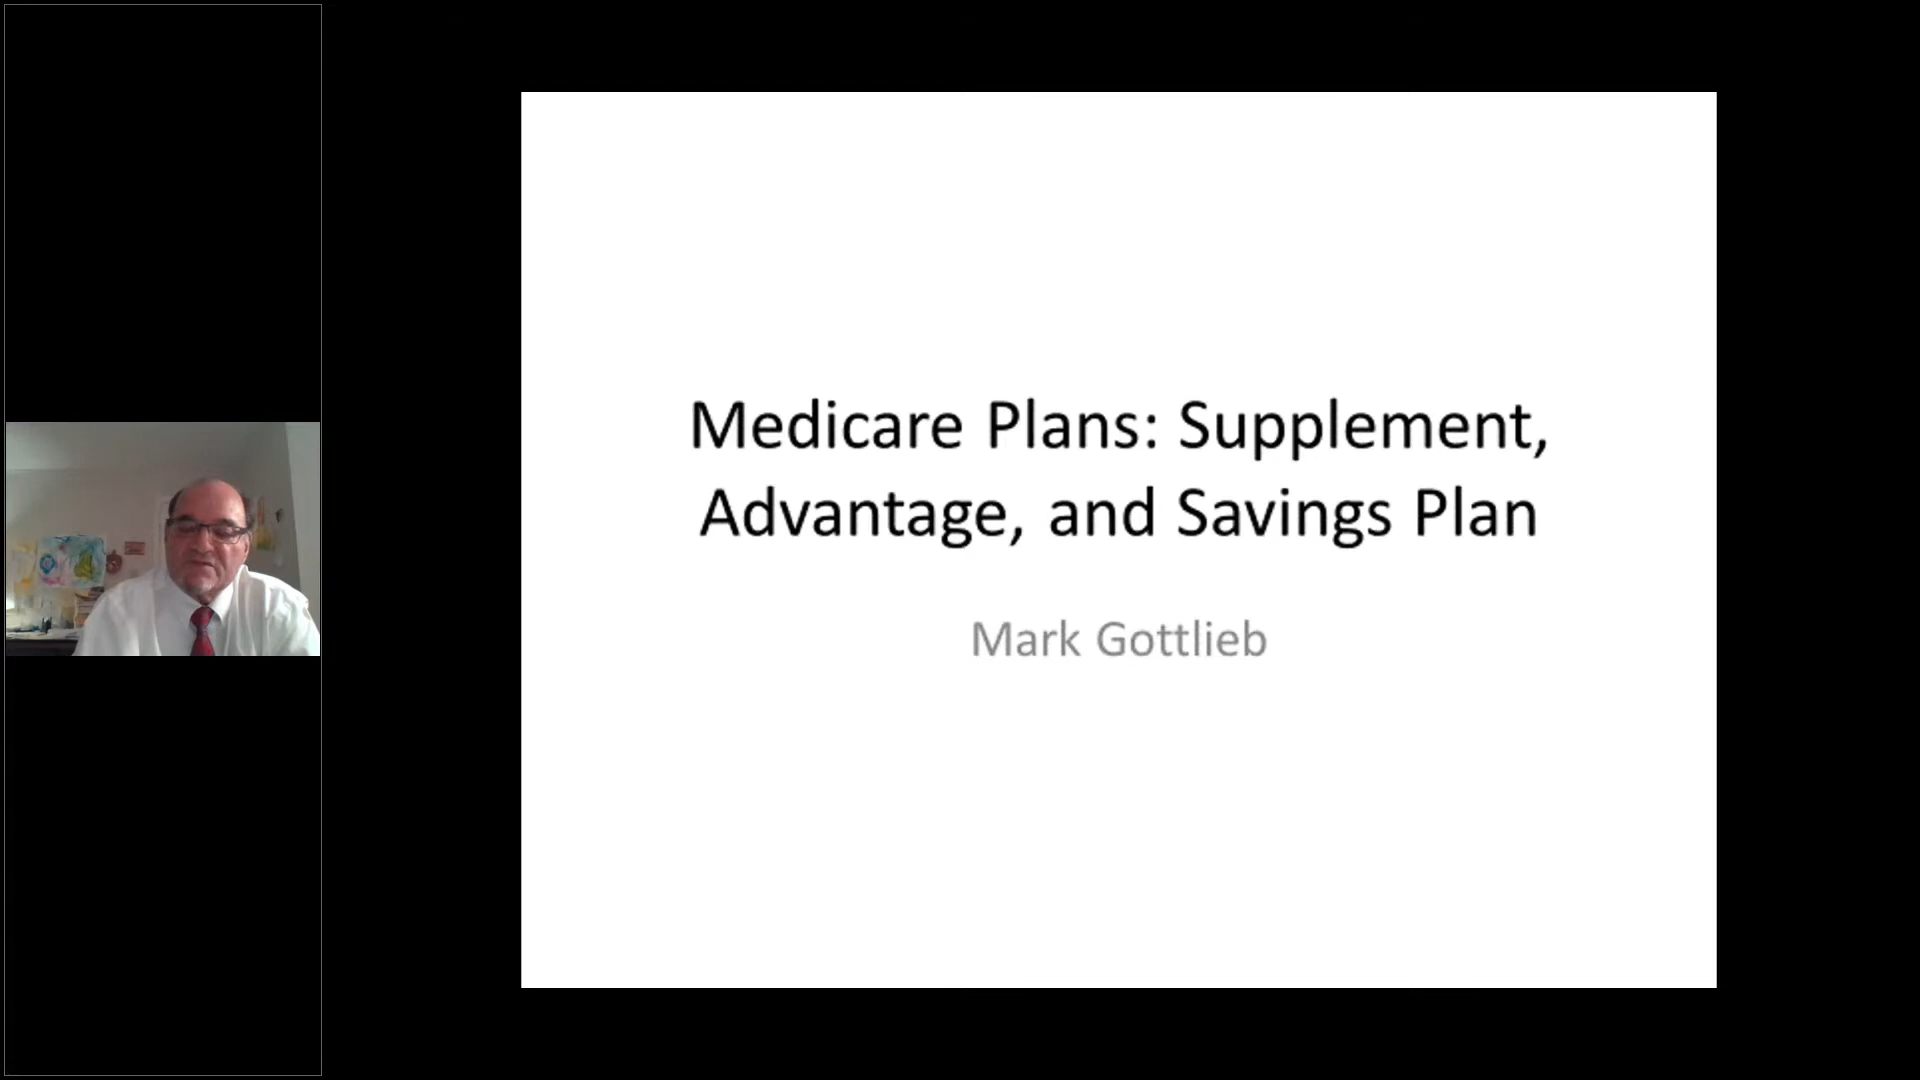 Medicare Plans: Supplement,
Advantage, and Savings Plan
Mark Gottlieb